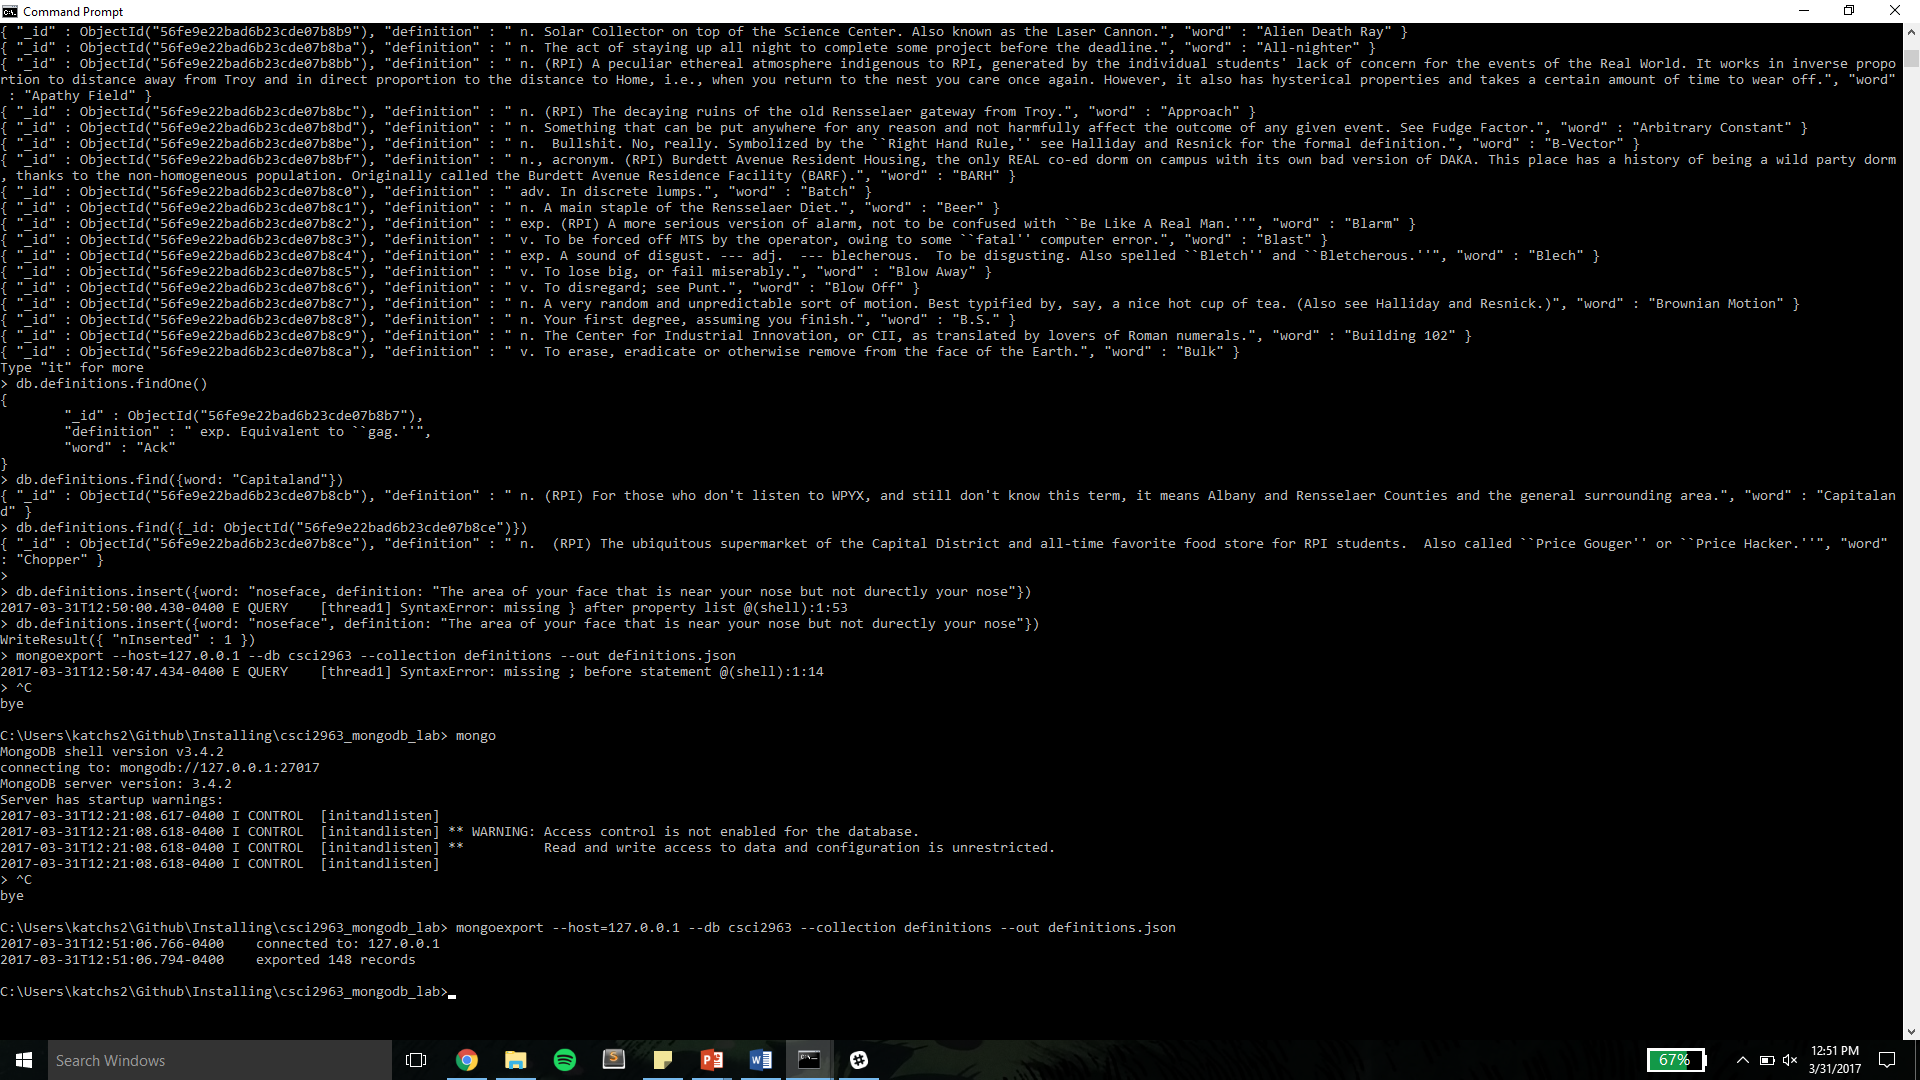 Command Prompt
{ "_id" : ObjectId("56fe9e22bad6b23cde07b8b9"), "definition" : " n. Solar Collector on top of the Science Center. Also known as the Laser Cannon.", "word" : "Alien Death Ray" }
{ "_id" : ObjectId("56fe9e22bad6b23cde07b8ba"), "definition" : " n. The act of staying up all night to complete some project before the deadline.", "word" : "All-nighter" }
{ "_id" : ObjectId("56fe9e22bad6b23cde07b8bb"), "definition" : " n. (RPI) A peculiar ethereal atmosphere indigenous to RPI, generated by the individual students' lack of concern for the events of the Real World. It works in inverse propo
rtion to distance away from Troy and in direct proportion to the distance to Home, i.e., when you return to the nest you care once again. However, it also has hysterical properties and takes a certain amount of time to wear off.", "word"
 : "Apathy Field" }
{ "_id" : ObjectId("56fe9e22bad6b23cde07b8bc"), "definition" : " n. (RPI) The decaying ruins of the old Rensselaer gateway from Troy.", "word" : "Approach" }
{ "_id" : ObjectId("56fe9e22bad6b23cde07b8bd"), "definition" : " n. Something that can be put anywhere for any reason and not harmfully affect the outcome of any given event. See Fudge Factor.", "word" : "Arbitrary Constant" }
{ "_id" : ObjectId("56fe9e22bad6b23cde07b8be"), "definition" : " n.  Bullshit. No, really. Symbolized by the ``Right Hand Rule,'' see Halliday and Resnick for the formal definition.", "word" : "B-Vector" }
{ "_id" : ObjectId("56fe9e22bad6b23cde07b8bf"), "definition" : " n., acronym. (RPI) Burdett Avenue Resident Housing, the only REAL co-ed dorm on campus with its own bad version of DAKA. This place has a history of being a wild party dorm
, thanks to the non-homogeneous population. Originally called the Burdett Avenue Residence Facility (BARF).", "word" : "BARH" }
{ "_id" : ObjectId("56fe9e22bad6b23cde07b8c0"), "definition" : " adv. In discrete lumps.", "word" : "Batch" }
{ "_id" : ObjectId("56fe9e22bad6b23cde07b8c1"), "definition" : " n. A main staple of the Rensselaer Diet.", "word" : "Beer" }
{ "_id" : ObjectId("56fe9e22bad6b23cde07b8c2"), "definition" : " exp. (RPI) A more serious version of alarm, not to be confused with ``Be Like A Real Man.''", "word" : "Blarm" }
{ "_id" : ObjectId("56fe9e22bad6b23cde07b8c3"), "definition" : " v. To be forced off MTS by the operator, owing to some ``fatal'' computer error.", "word" : "Blast" }
{ "_id" : ObjectId("56fe9e22bad6b23cde07b8c4"), "definition" : " exp. A sound of disgust. --- adj.  --- blecherous.  To be disgusting. Also spelled ``Bletch'' and ``Bletcherous.''", "word" : "Blech" }
{ "_id" : ObjectId("56fe9e22bad6b23cde07b8c5"), "definition" : " v. To lose big, or fail miserably.", "word" : "Blow Away" }
{ "_id" : ObjectId("56fe9e22bad6b23cde07b8c6"), "definition" : " v. To disregard; see Punt.", "word" : "Blow Off" }
{ "_id" : ObjectId("56fe9e22bad6b23cde07b8c7"), "definition" : " n. A very random and unpredictable sort of motion. Best typified by, say, a nice hot cup of tea. (Also see Halliday and Resnick.)", "word" : "Brownian Motion" }
{ "_id" : ObjectId("56fe9e22bad6b23cde07b8c8"), "definition" : " n. Your first degree, assuming you finish.", "word" : "B.S." }
{ "_id" : ObjectId("56fe9e22bad6b23cde07b8c9"), "definition" : " n. The Center for Industrial Innovation, or CII, as translated by lovers of Roman numerals.", "word" : "Building 102" }
{ "_id" : ObjectId("56fe9e22bad6b23cde07b8ca"), "definition" : " v. To erase, eradicate or otherwise remove from the face of the Earth.", "word" : "Bulk" }
Type "it" for more
> db.definitions.findOne()
{
        "_id" : ObjectId("56fe9e22bad6b23cde07b8b7"),
        "definition" : " exp. Equivalent to ``gag.''",
        "word" : "Ack"
}
> db.definitions.find({word: "Capitaland"})
{ "_id" : ObjectId("56fe9e22bad6b23cde07b8cb"), "definition" : " n. (RPI) For those who don't listen to WPYX, and still don't know this term, it means Albany and Rensselaer Counties and the general surrounding area.", "word" : "Capitalan
d" }
> db.definitions.find({_id: ObjectId("56fe9e22bad6b23cde07b8ce")})
{ "_id" : ObjectId("56fe9e22bad6b23cde07b8ce"), "definition" : " n.  (RPI) The ubiquitous supermarket of the Capital District and all-time favorite food store for RPI students.  Also called ``Price Gouger'' or ``Price Hacker.''", "word"
: "Chopper" }
>
> db.definitions.insert({word: "noseface, definition: "The area of your face that is near your nose but not durectly your nose"})
2017-03-31T12:50:00.430-0400 E QUERY    [thread1] SyntaxError: missing } after property list @(shell):1:53
> db.definitions.insert({word: "noseface", definition: "The area of your face that is near your nose but not durectly your nose"})
WriteResult({ "nInserted" : 1 })
> mongoexport --host=127.0.0.1 --db csci2963 --collection definitions --out definitions.json
2017-03-31T12:50:47.434-0400 E QUERY    [thread1] SyntaxError: missing ; before statement @(shell):1:14
> ^C
bye
C:\Users\katchs2\Github\Installing\csci2963_mongodb_lab> mongo
MongoDB shell version v3.4.2
connecting to: mongodb://127.0.0.1:27017
MongoDB server version: 3.4.2
Server has startup warnings:
2017-03-31T12:21:08.617-0400 I CONTROL  [initandlisten]
2017-03-31T12:21:08.618-0400 I CONTROL  [initandlisten] ** WARNING: Access control is not enabled for the database.
2017-03-31T12:21:08.618-0400 I CONTROL  [initandlisten] **          Read and write access to data and configuration is unrestricted.
2017-03-31T12:21:08.618-0400 I CONTROL  [initandlisten]
> ^C
bye
C:\Users\katchs2\Github\Installing\csci2963_mongodb_lab> mongoexport --host=127.0.0.1 --db csci2963 --collection definitions --out definitions.json
2017-03-31T12:51:06.766-0400    connected to: 127.0.0.1
2017-03-31T12:51:06.794-0400    exported 148 records
C:\Users\katchs2\Github\Installing\csci2963_mongodb_lab>
Search Windows
67%
12:51 PM
3/31/2017